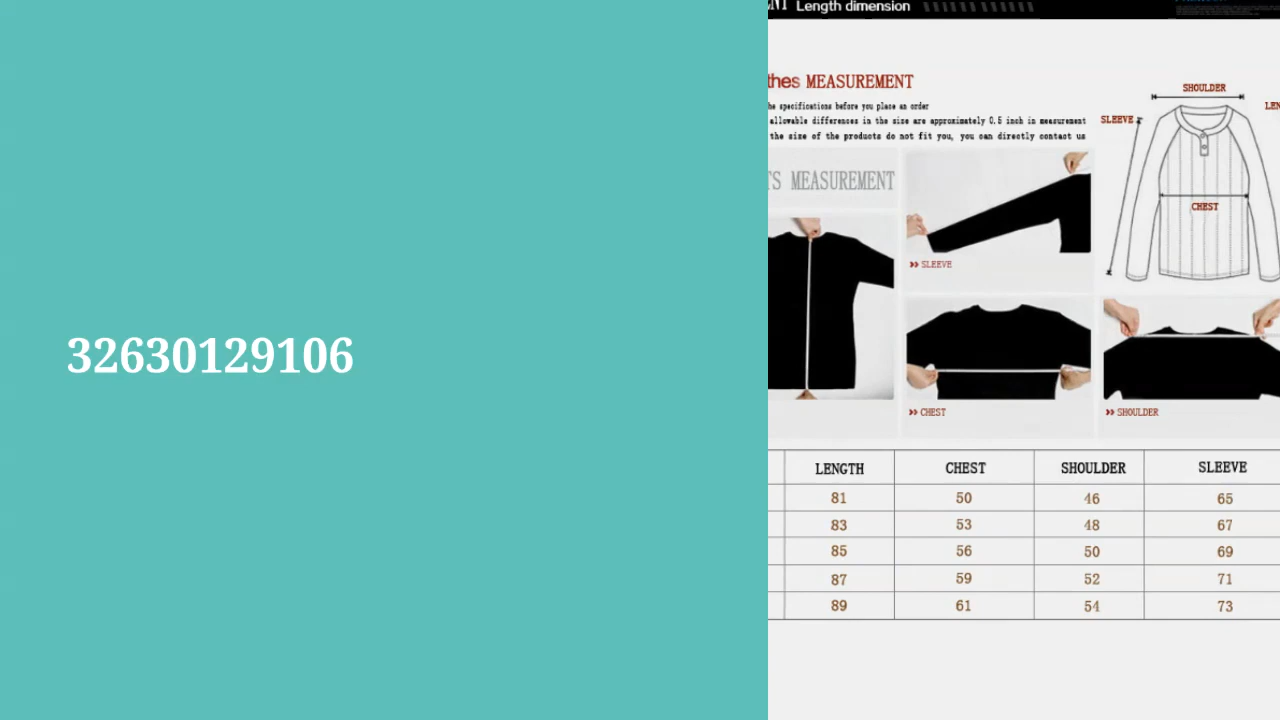 32630129106
Length dimension
thes MEASUREMENT
he specifications before you place an order
allowable differences in the size are approximately 0.5 inch in measurement
the size of the products do not fit you, you can directly contact us
TS MEASUREMENT
SHOULDER
SLEEVE
LEN
CHEST
>> SLEEVE
>> CHEST
>> SHOULDER
LENGTH CHEST SHOULDER SLEEVE
81 50 46 65
83 53 48 67
85 56 50 69
87 59 52 71
89 61 54 73